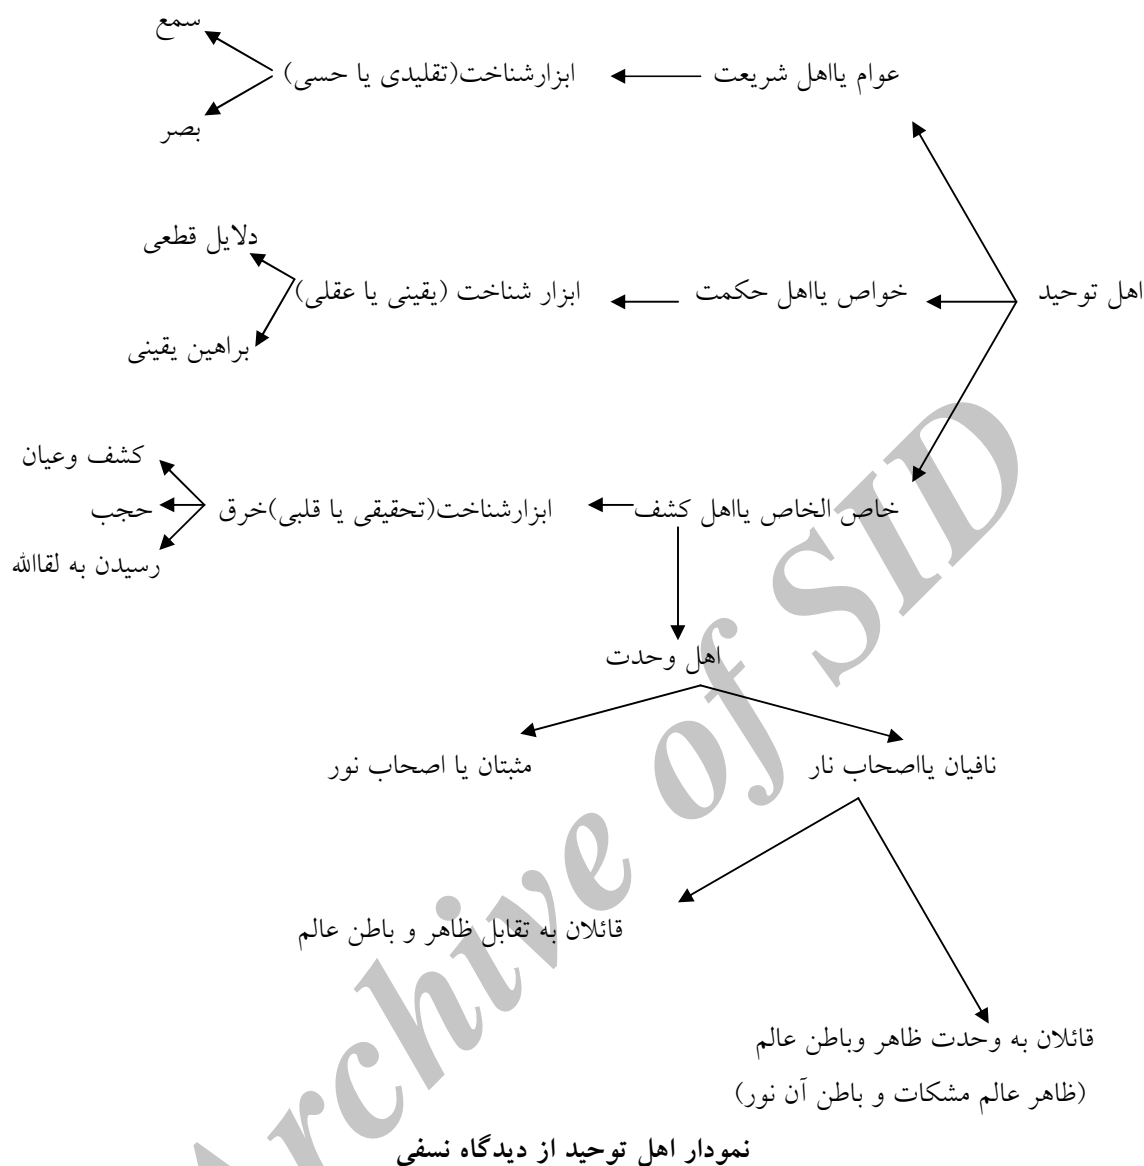 سمع
عوام یااهل شریعت ابزارشناخت(تقلیدی یا حسی)
بصر
دلایل قطعی
اهل توحید خواص یااهل حکمت ابزار شناخت (یقینی یا عقلی)
براهین یقینی
کشف وعیان
خاص الخاص یااهل کشف ابزارشناخت(تحقیقی یا قلبی)خرق حجب
رسیدن به لقاالله
اهل وحدت
نافیان یااصحاب نار مثبتان یا اصحاب نور
قائلان به تقابل ظاهر و باطن عالم
قائلان به وحدت ظاهر وباطن عالم
(ظاهر عالم مشکات و باطن آن نور)
نمودار اهل توحید از دیدگاه نسفی
Archive of SID